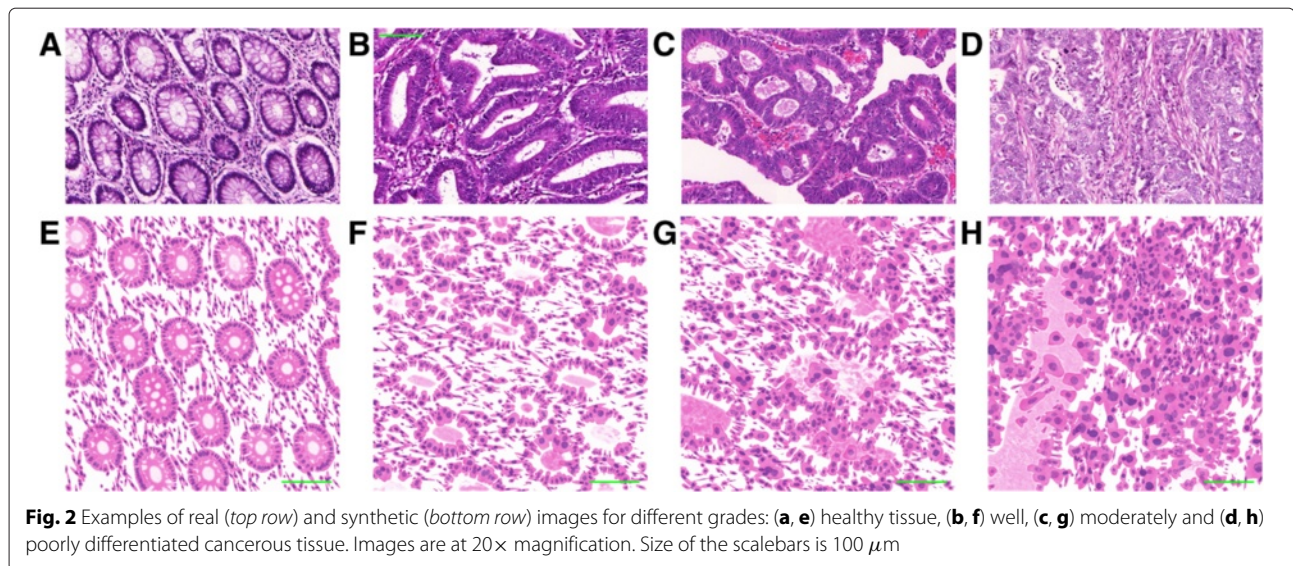 A B C D
E F G H
Fig. 2 Examples of real (top row) and synthetic (bottom row) images for different grades: (a, e) healthy tissue, (b, f) well, (c, g) moderately and (d, h)
poorly differentiated cancerous tissue. Images are at 20× magnification. Size of the scalebars is 100 μm